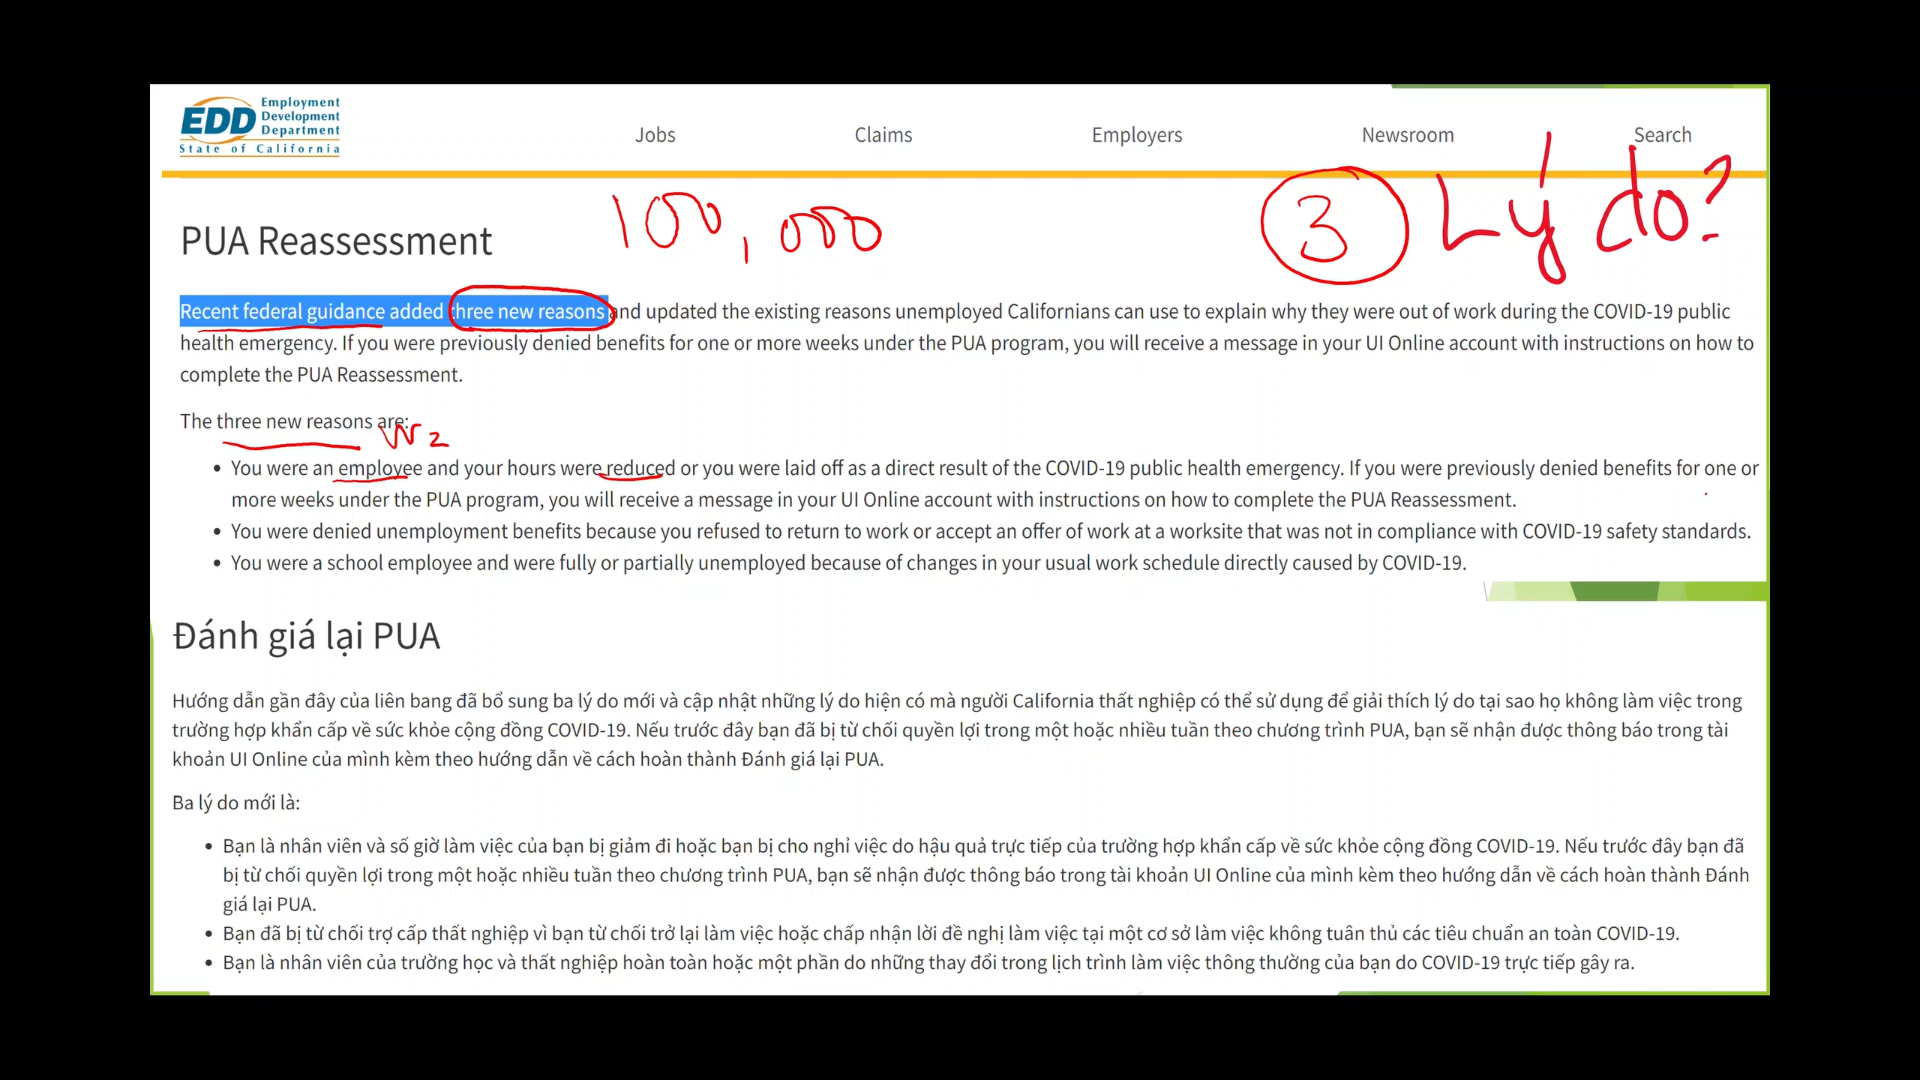 EDD Employment
Development
Department
State of California
Jobs Claims Employers Newsroom Search
PUA Reassessment
100,000
3 Lý do?
Recent federal guidance added three new reasons and updated the existing reasons unemployed Californians can use to explain why they were out of work during the COVID-19 public
health emergency. If you were previously denied benefits for one or more weeks under the PUA program, you will receive a message in your UI Online account with instructions on how to
complete the PUA Reassessment.
The three new reasons are:
W2
• You were an employee and your hours were reduced or you were laid off as a direct result of the COVID-19 public health emergency. If you were previously denied benefits for one or
more weeks under the PUA program, you will receive a message in your UI Online account with instructions on how to complete the PUA Reassessment.
• You were denied unemployment benefits because you refused to return to work or accept an offer of work at a worksite that was not in compliance with COVID-19 safety standards.
• You were a school employee and were fully or partially unemployed because of changes in your usual work schedule directly caused by COVID-19.
Đánh giá lại PUA
Hướng dẫn gần đây của liên bang đã bổ sung ba lý do mới và cập nhật những lý do hiện có mà người California thất nghiệp có thể sử dụng để giải thích lý do tại sao họ không làm việc trong
trường hợp khẩn cấp về sức khỏe cộng đồng COVID-19. Nếu trước đây bạn đã bị từ chối quyền lợi trong một hoặc nhiều tuần theo chương trình PUA, bạn sẽ nhận được thông báo trong tài
khoản UI Online của mình kèm theo hướng dẫn về cách hoàn thành Đánh giá lại PUA.
Ba lý do mới là:
• Bạn là nhân viên và số giờ làm việc của bạn bị giảm đi hoặc bạn bị cho nghỉ việc do hậu quả trực tiếp của trường hợp khẩn cấp về sức khỏe cộng đồng COVID-19. Nếu trước đây bạn đã
bị từ chối quyền lợi trong một hoặc nhiều tuần theo chương trình PUA, bạn sẽ nhận được thông báo trong tài khoản UI Online của mình kèm theo hướng dẫn về cách hoàn thành Đánh
giá lại PUA.
• Bạn đã bị từ chối trợ cấp thất nghiệp vì bạn từ chối trở lại làm việc hoặc chấp nhận lời đề nghị làm việc tại một cơ sở làm việc không tuân thủ các tiêu chuẩn an toàn COVID-19.
• Bạn là nhân viên của trường học và thất nghiệp hoàn toàn hoặc một phần do những thay đổi trong lịch trình làm việc thông thường của bạn do COVID-19 trực tiếp gây ra.